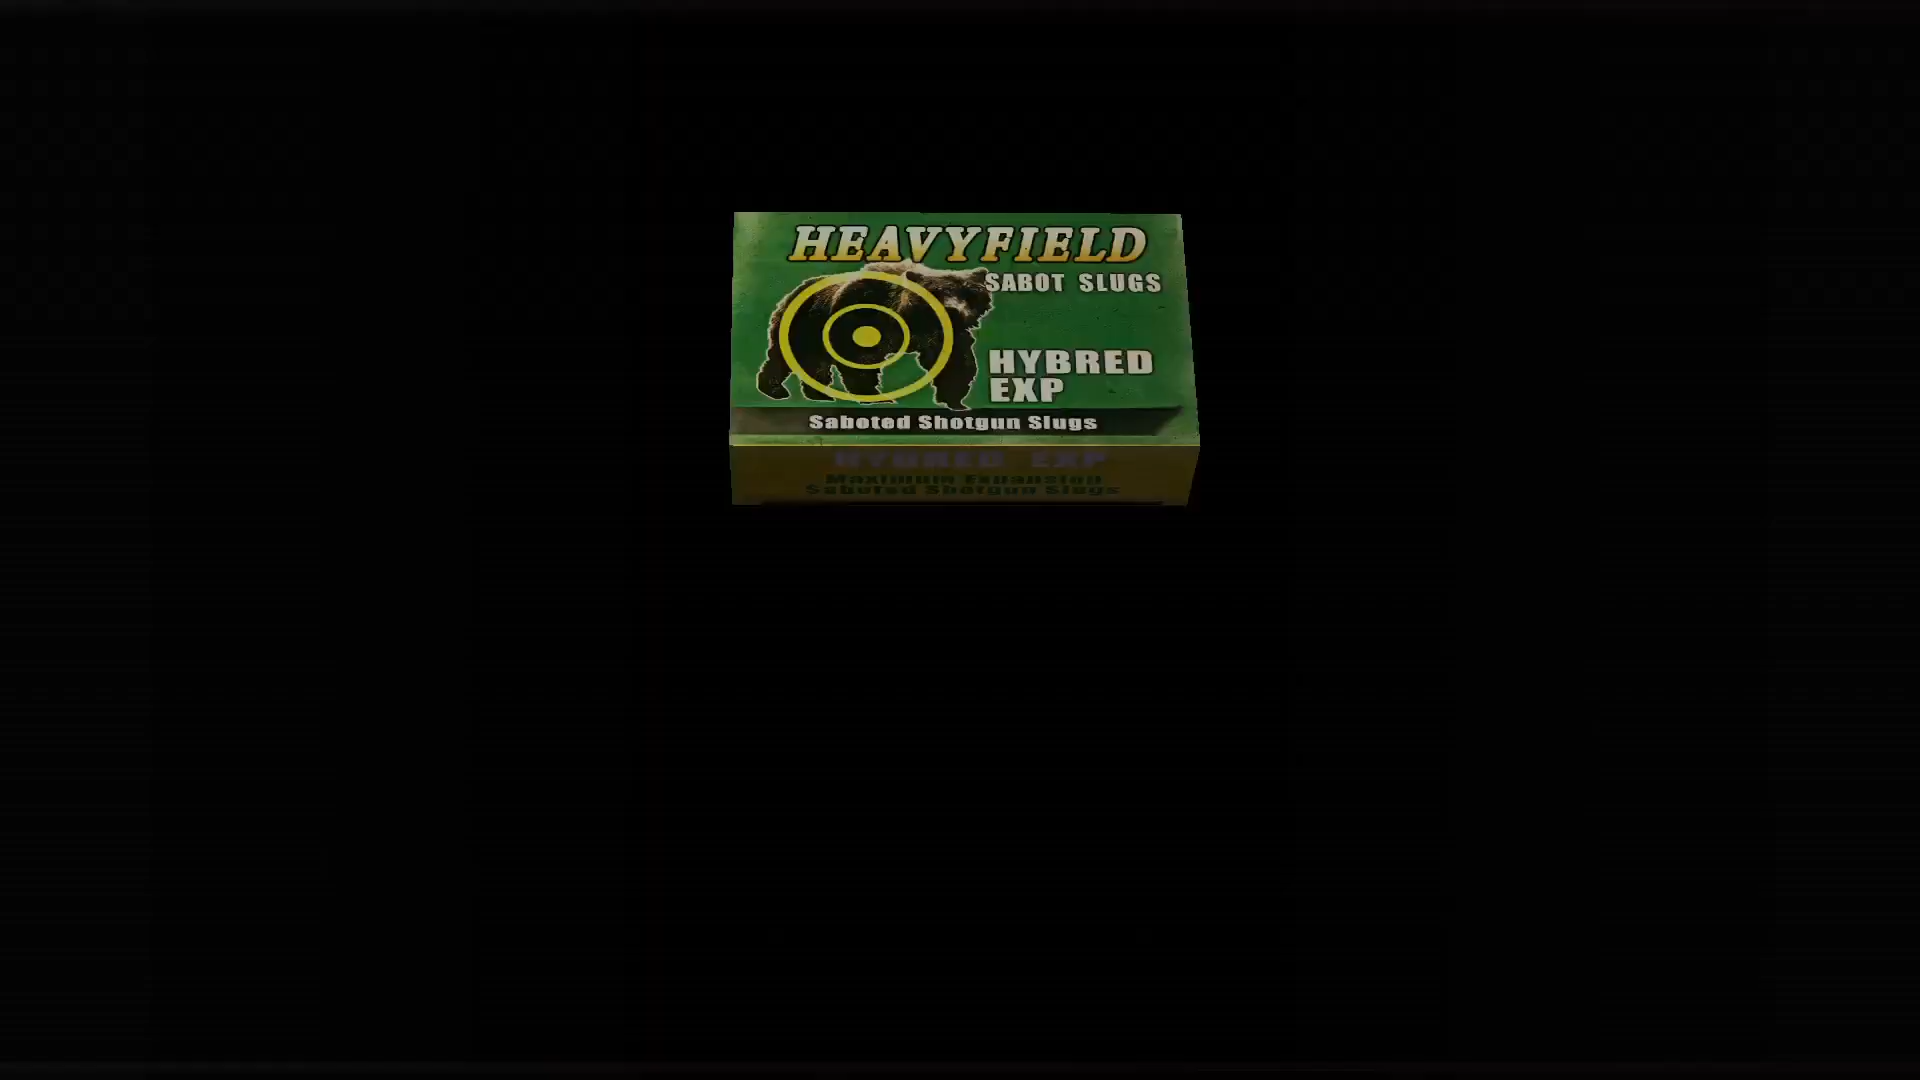 HEAVYFIELD
SABOT SLUGS
HYBRED
EXP
Saboted Shotgun Slugs
HYBRED EXP
Maximum Expansion
Saboted Shotgun Slugs